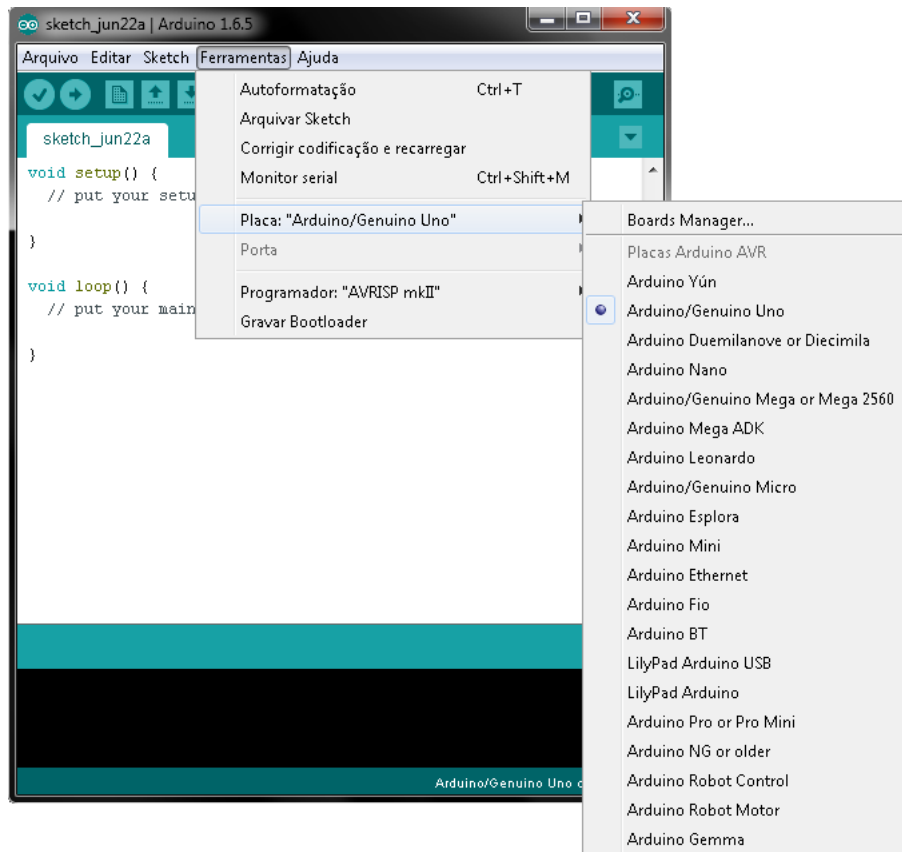 sketch_jun22a | Arduino 1.6.5
Arquivo Editar Sketch Ferramentas Ajuda
Autoformatação Ctrl+T
Arquivar Sketch
Corrigir codificação e recarregar
Monitor serial Ctrl+Shift+M
Placa: "Arduino/Genuino Uno"
Porta
Programador: "AVRISP mkII"
Gravar Bootloader
sketch_jun22a
void setup() {
// put your setu
}
void loop() {
// put your main
}
Boards Manager...
Placas Arduino AVR
Arduino Yún
Arduino/Genuino Uno
Arduino Duemilanove or Diecimila
Arduino Nano
Arduino/Genuino Mega or Mega 2560
Arduino Mega ADK
Arduino Leonardo
Arduino/Genuino Micro
Arduino Esplora
Arduino Mini
Arduino Ethernet
Arduino Fio
Arduino BT
LilyPad Arduino USB
LilyPad Arduino
Arduino Pro or Pro Mini
Arduino NG or older
Arduino Robot Control
Arduino Robot Motor
Arduino Gemma
Arduino/Genuino Uno